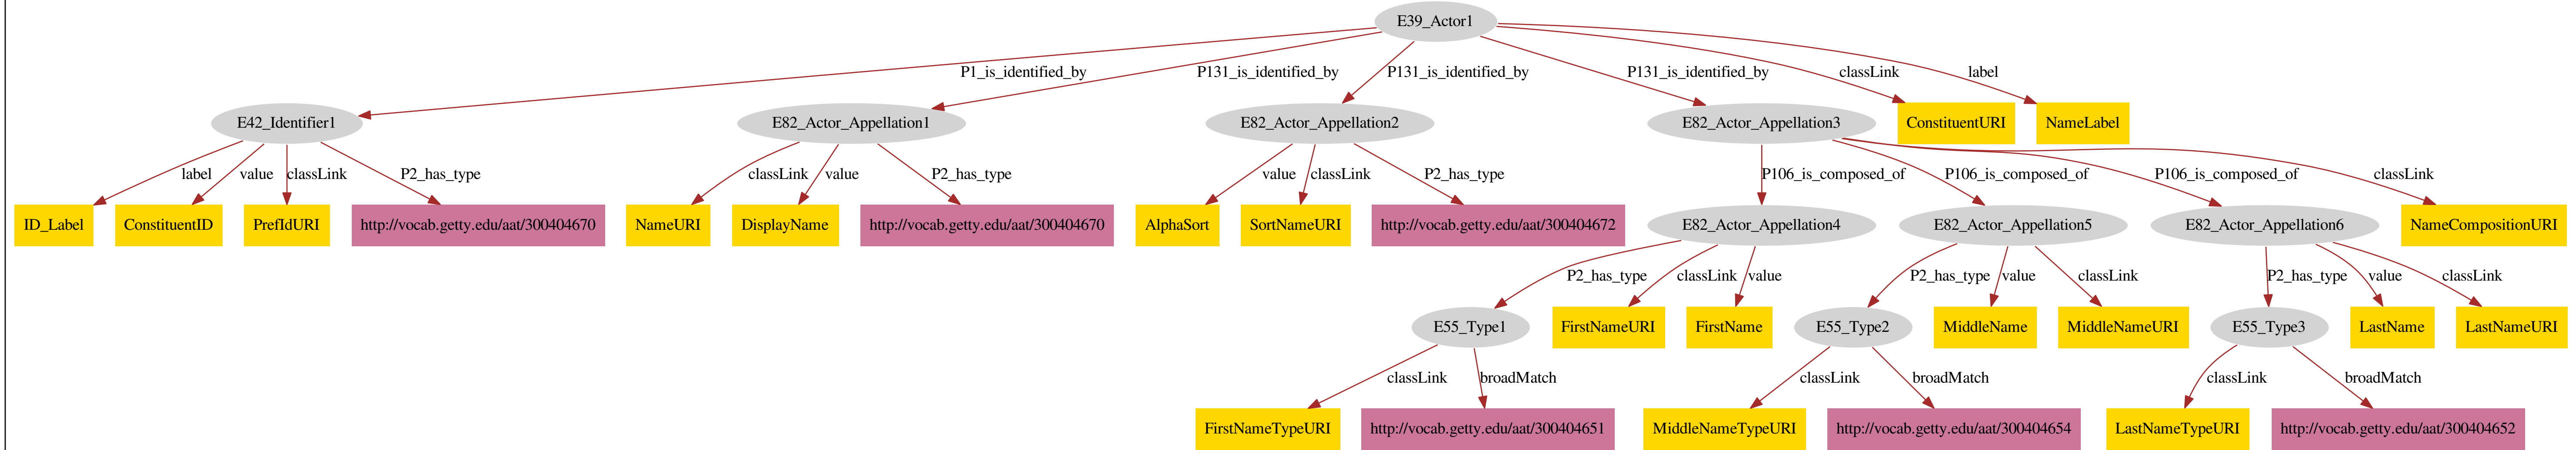 E39_Actor1
P1_is_identified_by P131_is_identified_by P131_is_identified_by P131_is_identified_by classLink label
E42_Identifier1 E82_Actor_Appellation1 E82_Actor_Appellation2 E82_Actor_Appellation3 ConstituentURI NameLabel
label value classLink P2_has_type classLink value P2_has_type value classLink P2_has_type P106_is_composed_of P106_is_composed_of P106_is_composed_of classLink
ID_Label ConstituentID PrefIdURI http://vocab.getty.edu/aat/300404670 NameURI DisplayName http://vocab.getty.edu/aat/300404670 AlphaSort SortNameURI http://vocab.getty.edu/aat/300404672 E82_Actor_Appellation4 E82_Actor_Appellation5 E82_Actor_Appellation6 NameCompositionURI
P2_has_type classLink value P2_has_type value classLink P2_has_type value classLink
E55_Type1 FirstNameURI FirstName E55_Type2 MiddleName MiddleNameURI E55_Type3 LastName LastNameURI
classLink broadMatch classLink broadMatch classLink broadMatch
FirstNameTypeURI http://vocab.getty.edu/aat/300404651 MiddleNameTypeURI http://vocab.getty.edu/aat/300404654 LastNameTypeURI http://vocab.getty.edu/aat/300404652